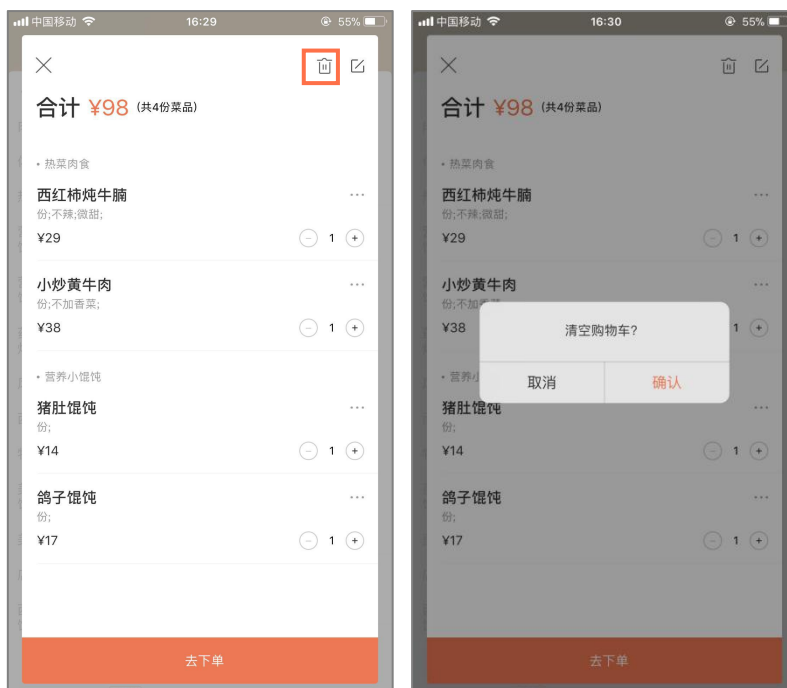 中国移动 16:29 55%
合计 ¥98 (共4份菜品)
• 热菜肉食
西红柿炖牛腩 ...
份;不辣;微甜;
¥29 1
小炒黄牛肉 ...
份;不加香菜;
¥38 1
• 营养小馄饨
猪肚馄饨 ...
份;
¥14 1
鸽子馄饨 ...
份;
¥17 1
去下单
中国移动 16:30 55%
合计 ¥98 (共4份菜品)
• 热菜肉食
西红柿炖牛腩 ...
份;不辣;微甜;
¥29 1
小炒黄牛肉 ...
份;不加
¥38 1
清空购物车?
取消 确认
• 营养小
猪肚馄饨 ...
份;
¥14 1
鸽子馄饨 ...
份;
¥17 1
去下单